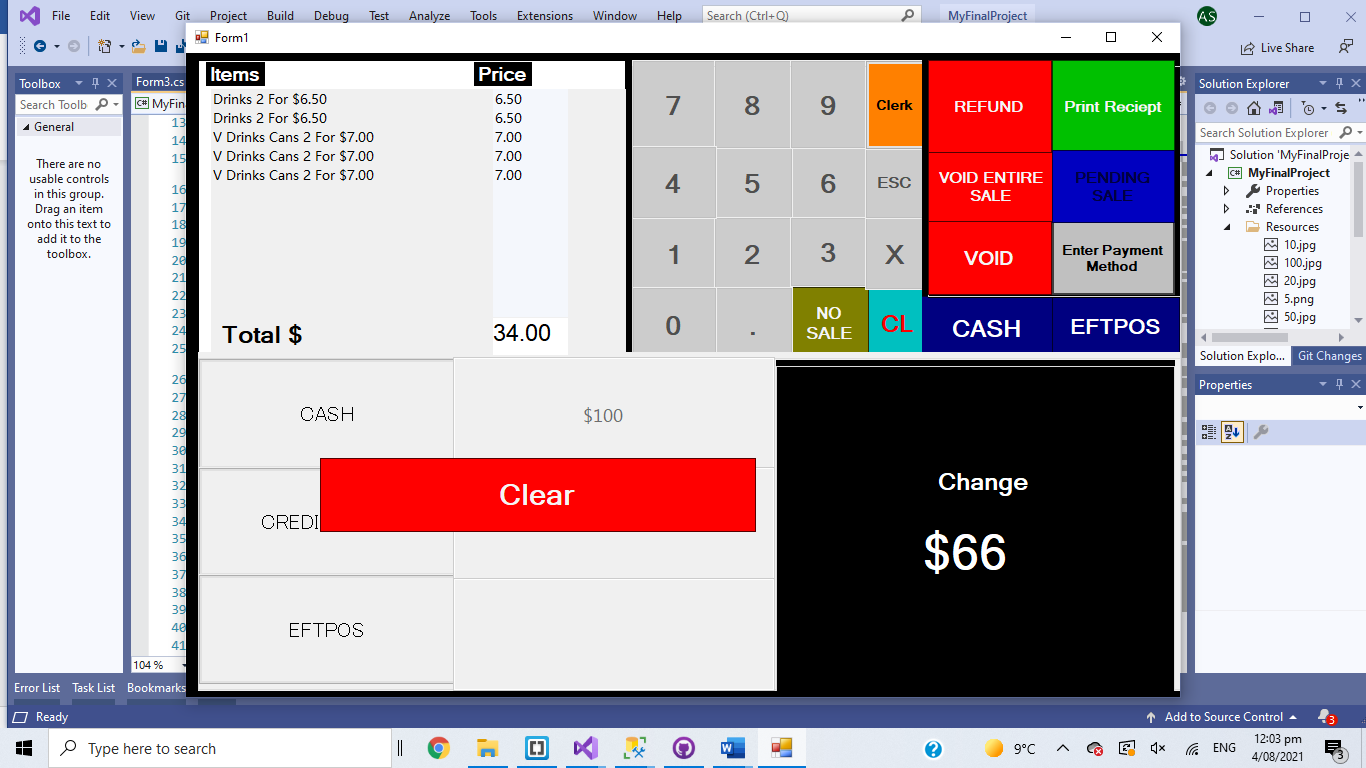 File Edit View Git Project Build Debug Test Analyze Tools Extensions Window Help Search (Ctrl+Q) MyFinalProject AS
Live Share
Form1
Items Price
Drinks 2 For $6.50 6.50
Drinks 2 For $6.50 6.50
V Drinks Cans 2 For $7.00 7.00
V Drinks Cans 2 For $7.00 7.00
V Drinks Cans 2 For $7.00 7.00
Total $ 34.00
7 8 9 Clerk
4 5 6 ESC
1 2 3 X
0 . NO
SALE
CL
REFUND
Print Reciept
VOID ENTIRE
SALE
PENDING
SALE
VOID
Enter Payment
Method
CASH EFTPOS
CASH $100
Clear
CREDI
EFTPOS
Change
$66
Toolbox
Search Toolb
General
There are no
usable controls
in this group.
Drag an item
onto this text to
add it to the
toolbox.
Form3.cs
C# MyFin
13
14
15
16
17
18
19
20
21
22
23
24
25
26
27
28
29
30
31
32
33
34
35
36
37
38
39
40
41
104 %
Solution Explorer
Search Solution Explorer
Solution 'MyFinalProje
C# MyFinalProject
Properties
References
Resources
10.jpg
100.jpg
20.jpg
5.png
50.jpg
Solution Explo... Git Changes
Properties
Error List Task List Bookmarks
Ready Add to Source Control 3
Type here to search
9°C ENG 12:03 pm
4/08/2021
3